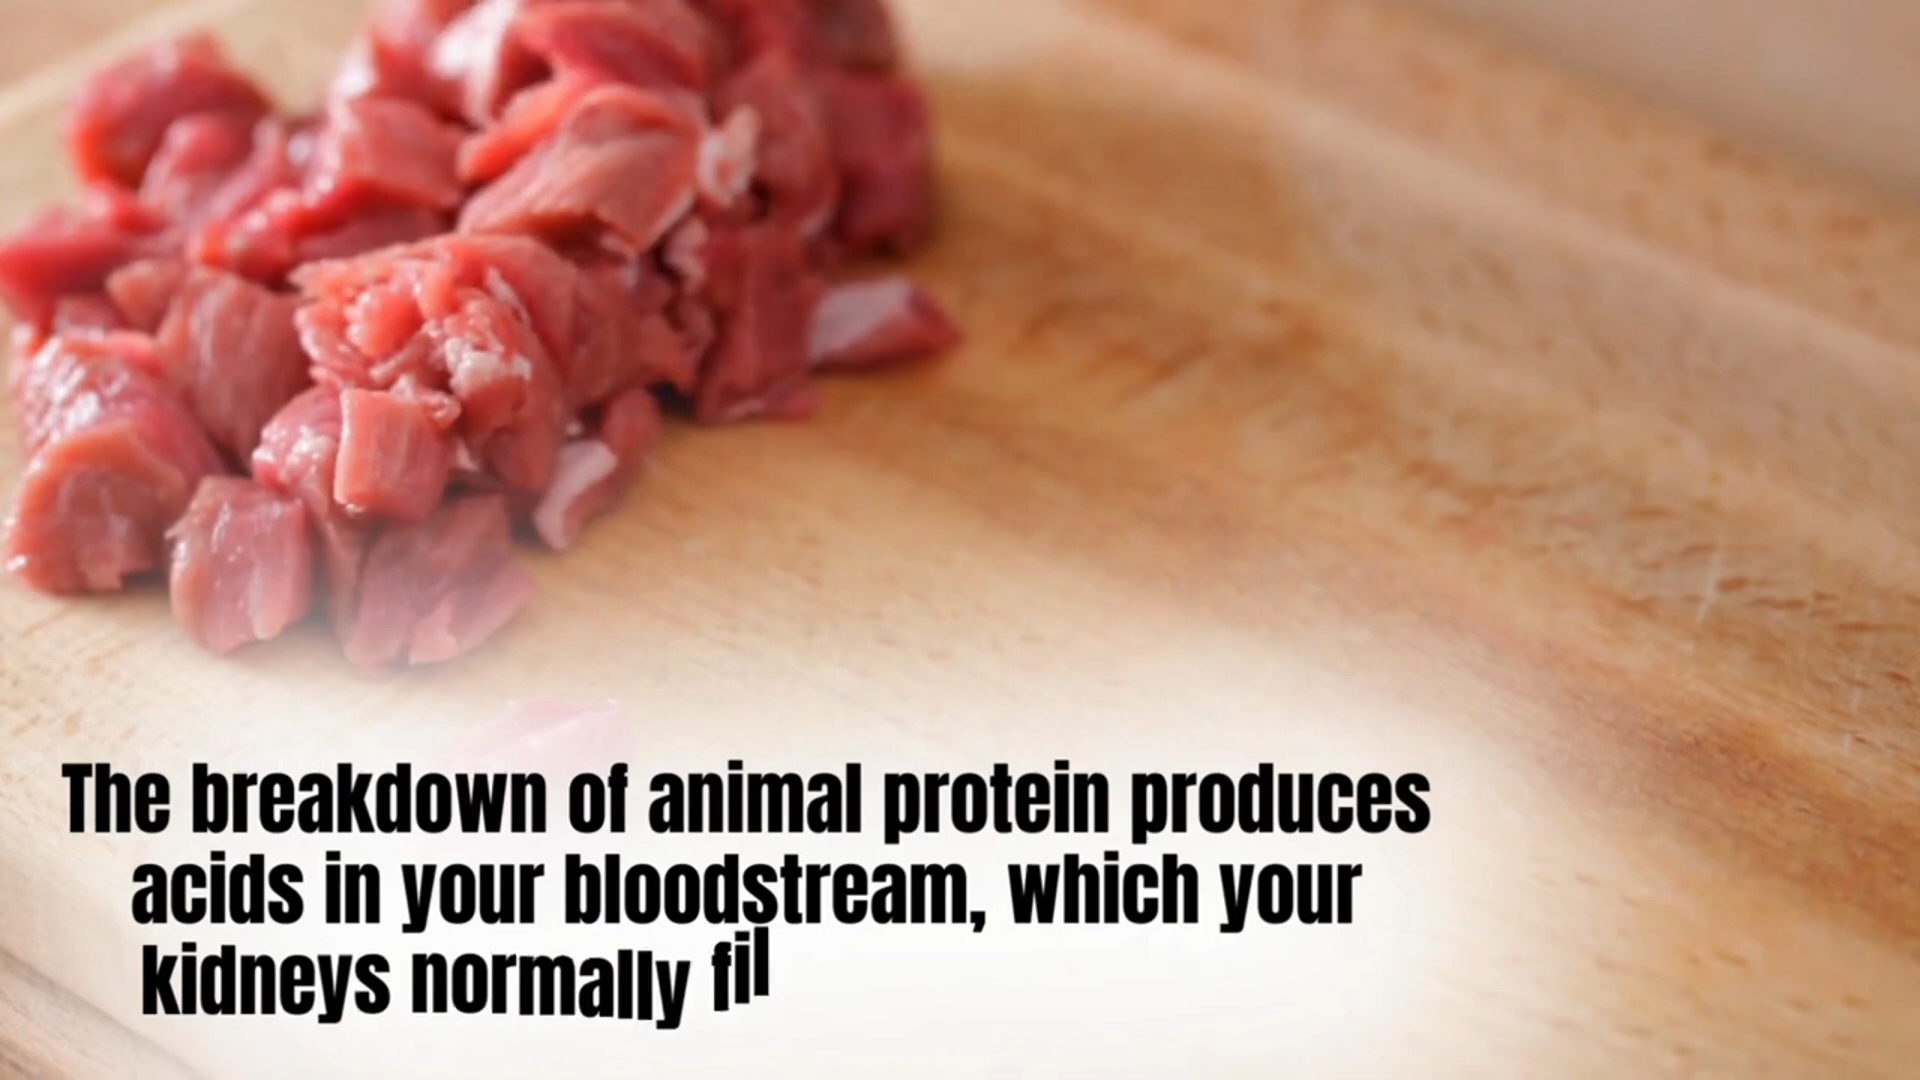 The breakdown of animal protein produces
acids in your bloodstream, which your
kidneys normally fil